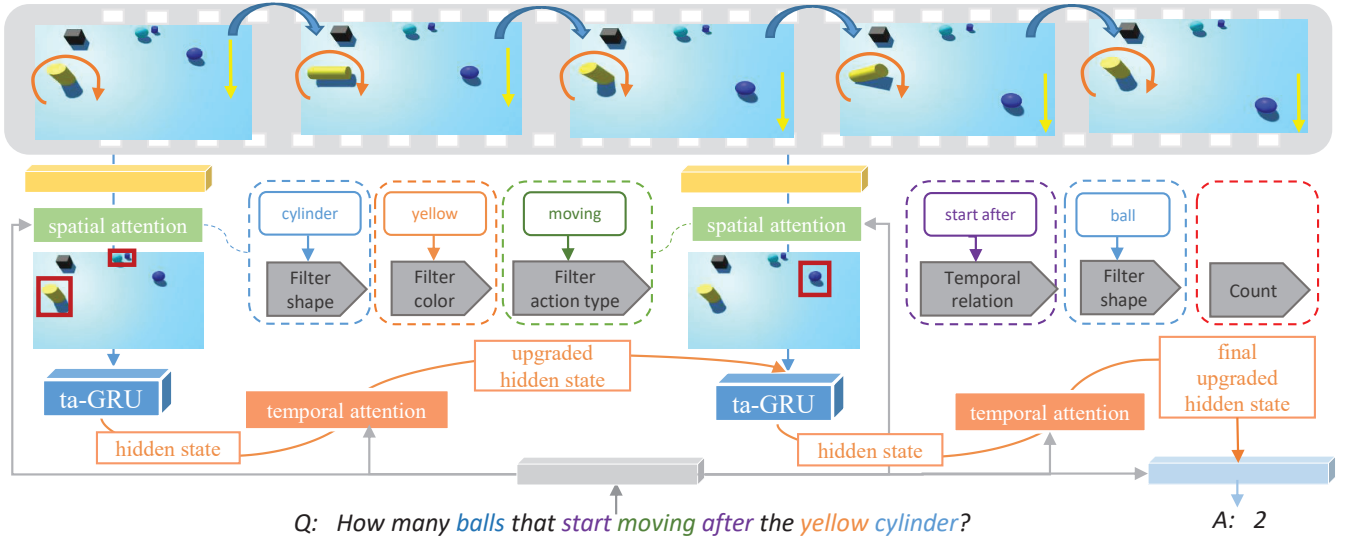 cylinder
yellow
moving
start after
ball
spatial attention
spatial attention
Filter
shape
Filter
color
Filter
action type
Temporal
relation
Filter
shape
Count
upgraded
hidden state
final
upgraded
hidden state
ta-GRU
temporal attention
ta-GRU
temporal attention
hidden state
hidden state
Q: How many balls that start moving after the yellow cylinder?
A: 2